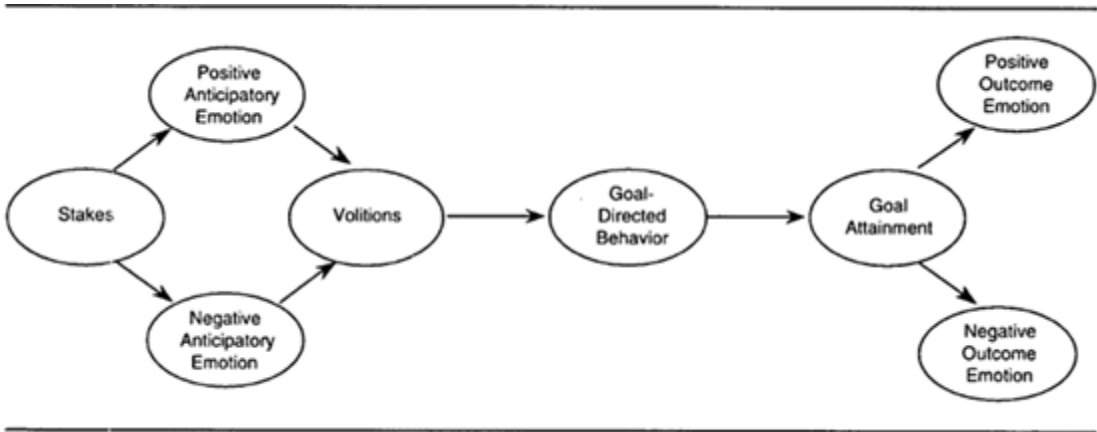 Positive
Anticipatory
Emotion
Stakes
Negative
Anticipatory
Emotion
Volitions
Goal-
Directed
Behavior
Goal
Attainment
Positive
Outcome
Emotion
Negative
Outcome
Emotion